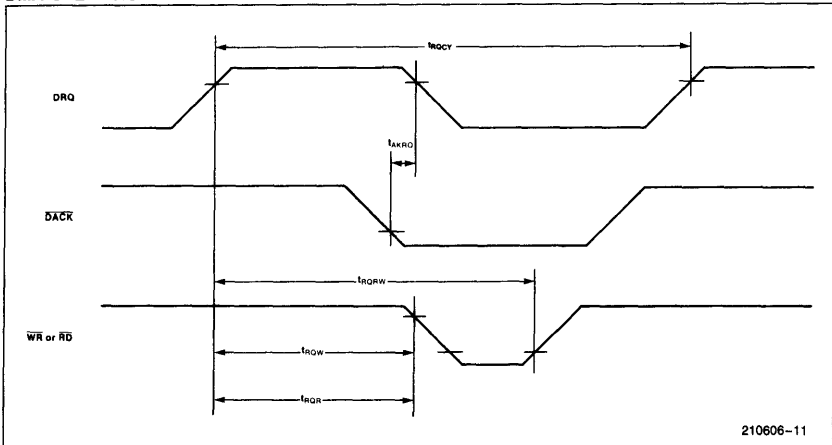 tRQCY
DRQ
tAKRQ
DACK
tRQRW
WR or RD
tRQW
tRQR
210606-11